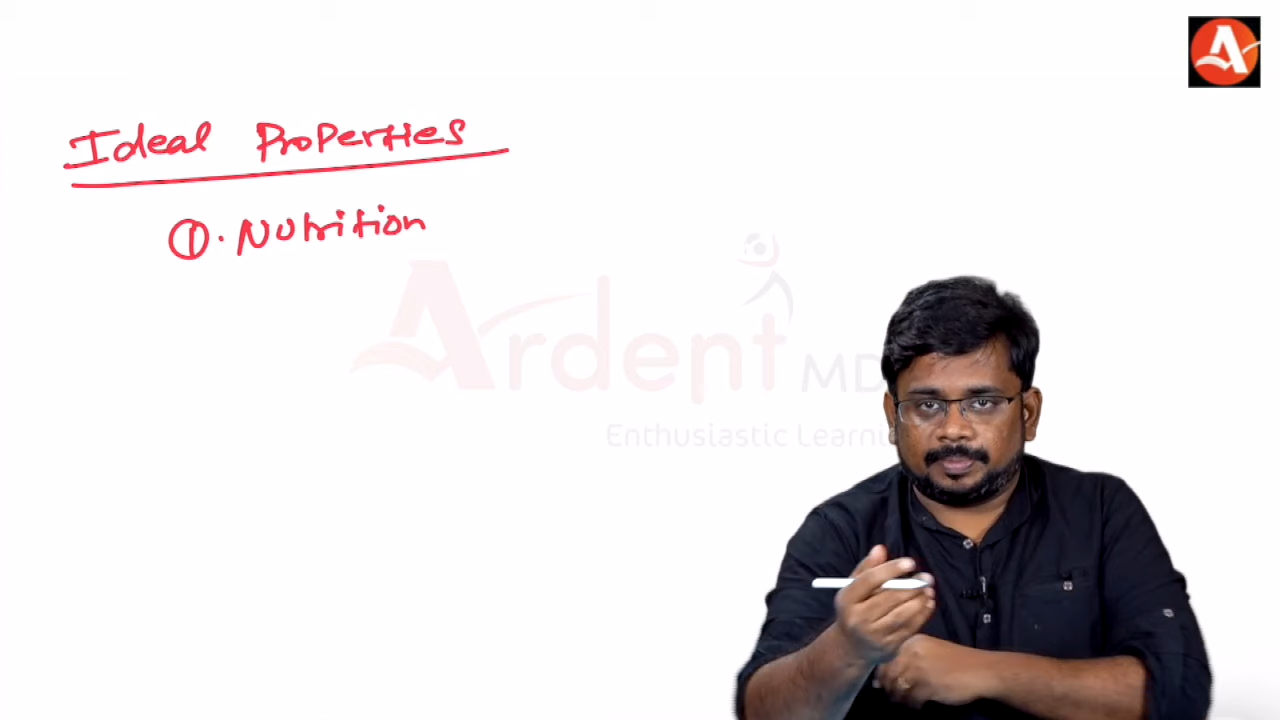 A
Ideal Properties
①. Nutrition
Ardent MD
Enthusiastic Learni